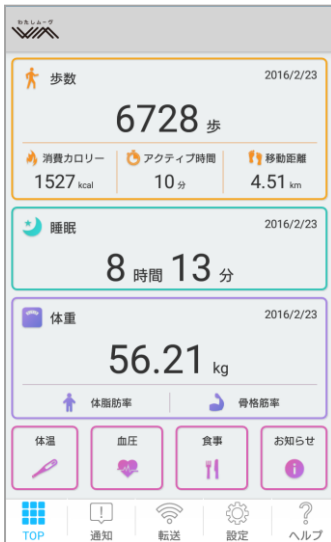 わたしムーヴ
WM
歩数
2016/2/23
6728 歩
消費カロリー アクティブ時間 移動距離
1527 kcal 10 分 4.51 km
睡眠
2016/2/23
8 時間 13 分
体重
2016/2/23
56.21 kg
体脂肪率 骨格筋率
体温 血圧 食事 お知らせ
TOP 通知 転送 設定 ヘルプ